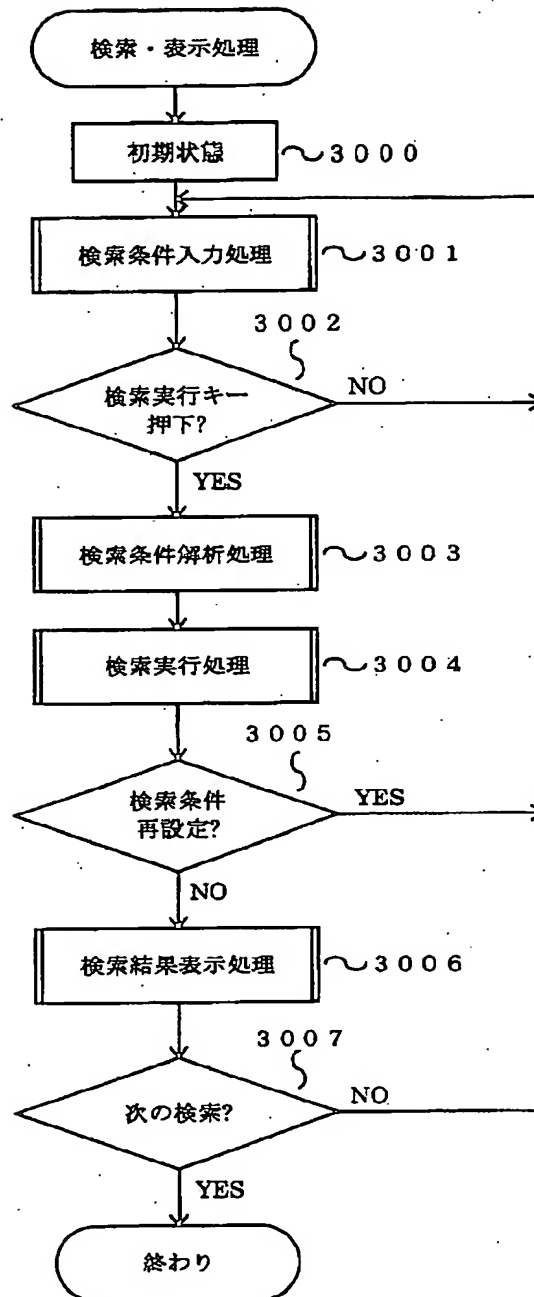 検索・表示処理
初期状態
3000
検索条件入力処理
3001
3002
検索実行キー
押下?
NO
YES
検索条件解析処理
3003
検索実行処理
3004
3005
検索条件
再設定?
YES
NO
検索結果表示処理
3006
3007
次の検索?
NO
YES
終わり